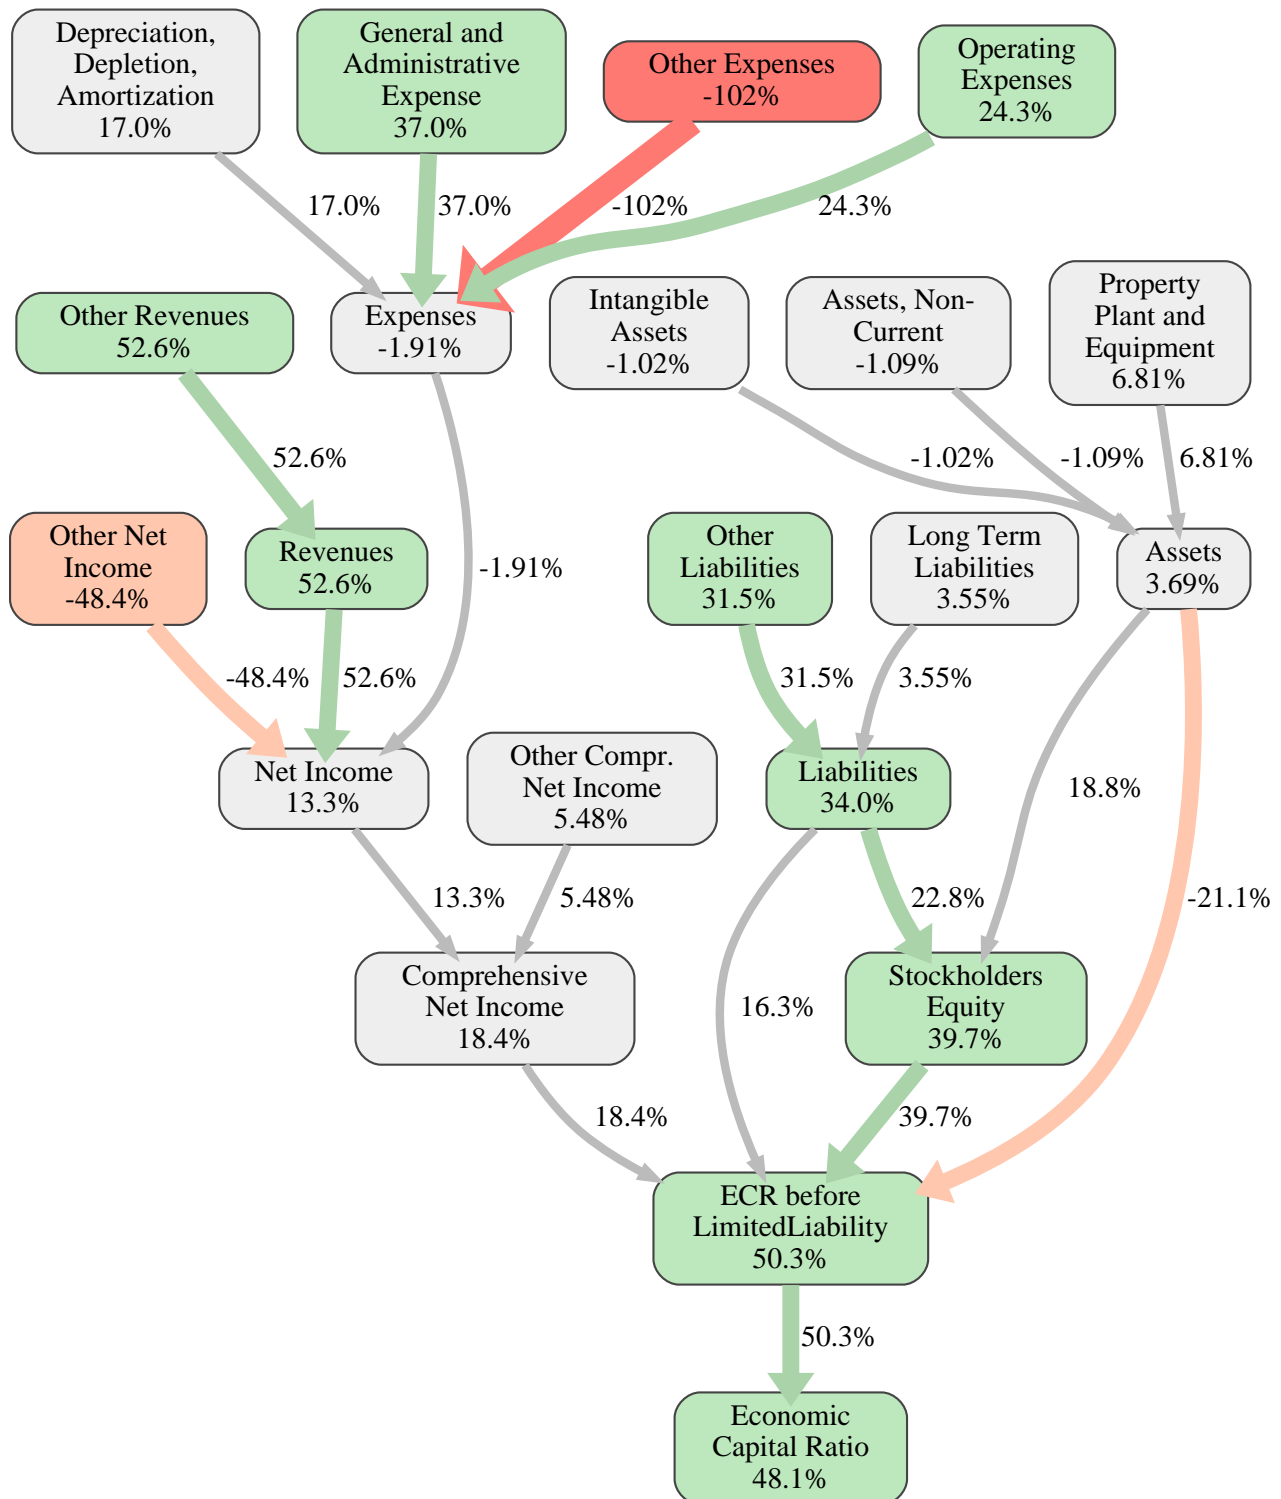 Depreciation,
Depletion,
Amortization
17.0%
General and
Administrative
Expense
37.0%
Other Expenses
-102%
Operating
Expenses
24.3%
17.0%
37.0%
-102%
24.3%
Other Revenues
52.6%
Expenses
-1.91%
Intangible
Assets
-1.02%
Assets, Non-
Current
-1.09%
Property
Plant and
Equipment
6.81%
52.6%
-1.02%
-1.09%
6.81%
Other Net
Income
-48.4%
Revenues
52.6%
-1.91%
Other
Liabilities
31.5%
Long Term
Liabilities
3.55%
Assets
3.69%
-48.4%
52.6%
31.5%
3.55%
Net Income
13.3%
Other Compr.
Net Income
5.48%
Liabilities
34.0%
18.8%
13.3%
5.48%
22.8%
-21.1%
Comprehensive
Net Income
18.4%
16.3%
Stockholders
Equity
39.7%
18.4%
39.7%
ECR before
LimitedLiability
50.3%
50.3%
Economic
Capital Ratio
48.1%